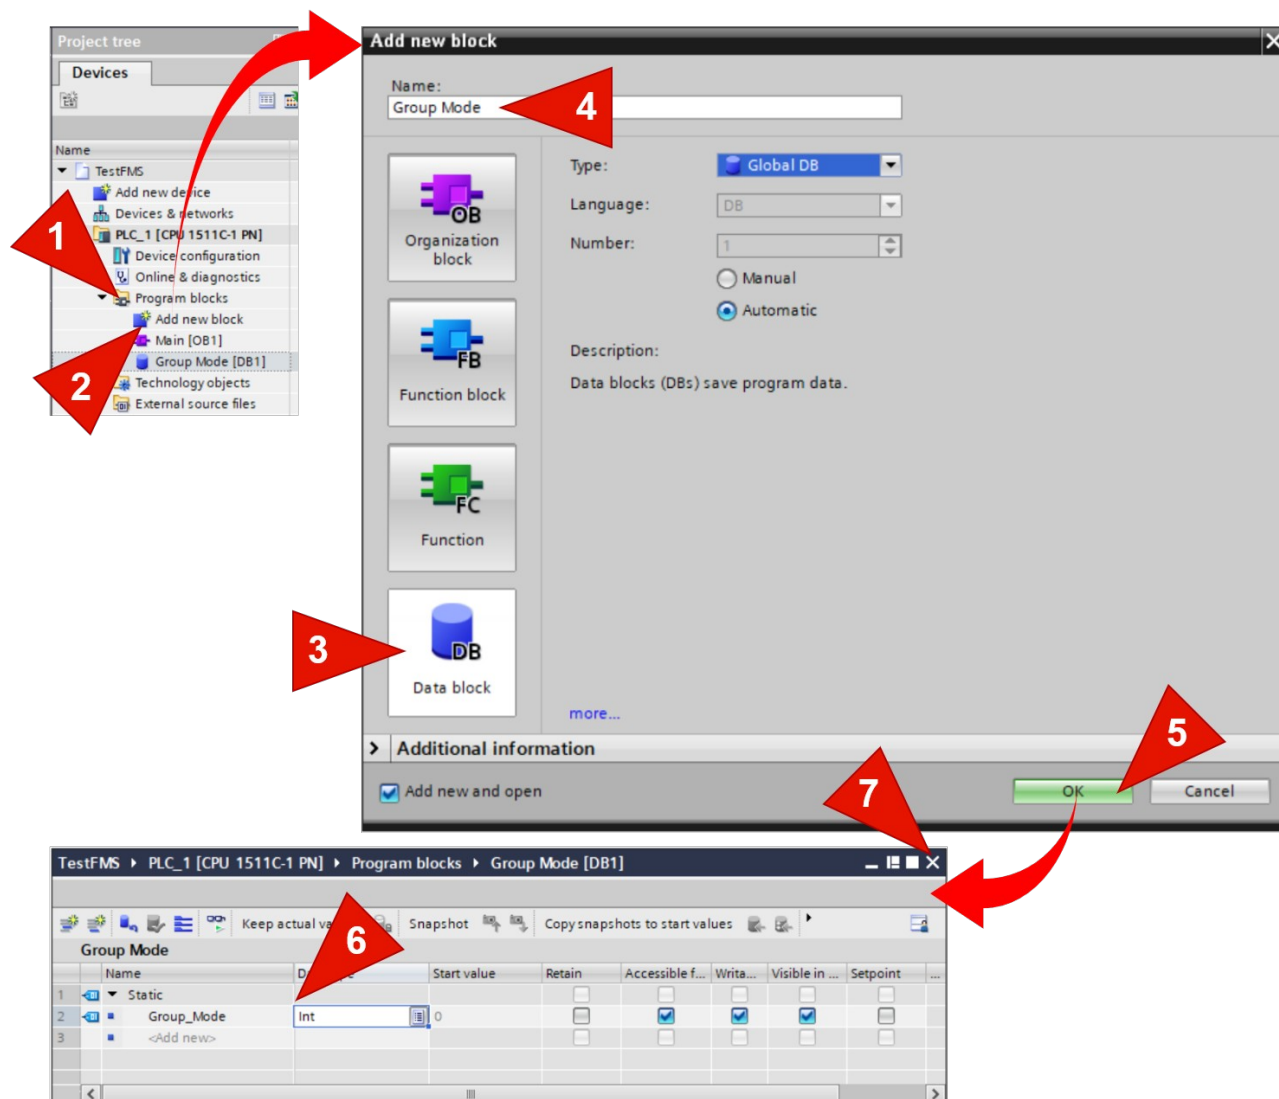 Project tree
Devices
Name
TestFMS
Add new device
Devices & networks
PLC_1 [CPU 1511C-1 PN]
Device configuration
Online & diagnostics
Program blocks
Add new block
Main [OB1]
Group Mode [DB1]
Technology objects
External source files
1
2
Add new block
Name:
Group Mode
4
OB
Organization
block
FB
Function block
FC
Function
3
DB
Data block
Type:
Global DB
Language:
DB
Number:
1
Manual
Automatic
Description:
Data blocks (DBs) save program data.
more...
Additional information
Add new and open
7
5
OK
Cancel
TestFMS PLC_1 [CPU 1511C-1 PN] Program blocks Group Mode [DB1]
Keep actual va
6
Snapshot
Copy snapshots to start values
Group Mode
Name Start value Retain Accessible f... Writa... Visible in ... Setpoint ...
1 Static
2 Group_Mode Int 0
3 <Add new>